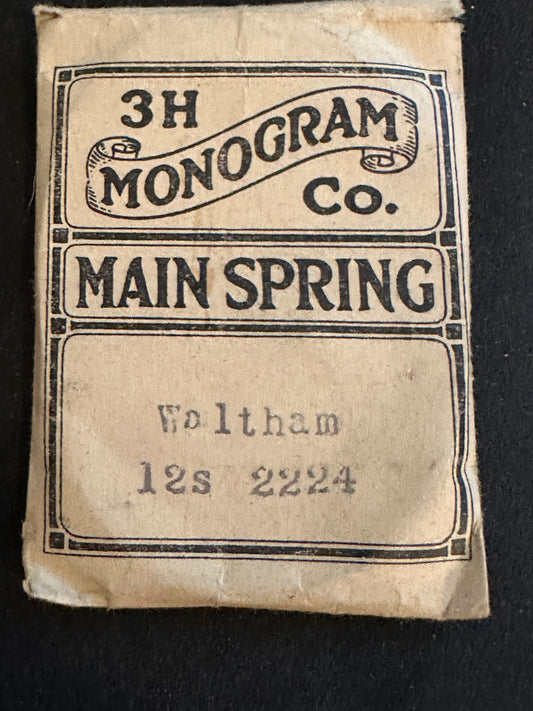 3H
MONOGRAM
Co.
MAIN SPRING
Waltham
12s 2224